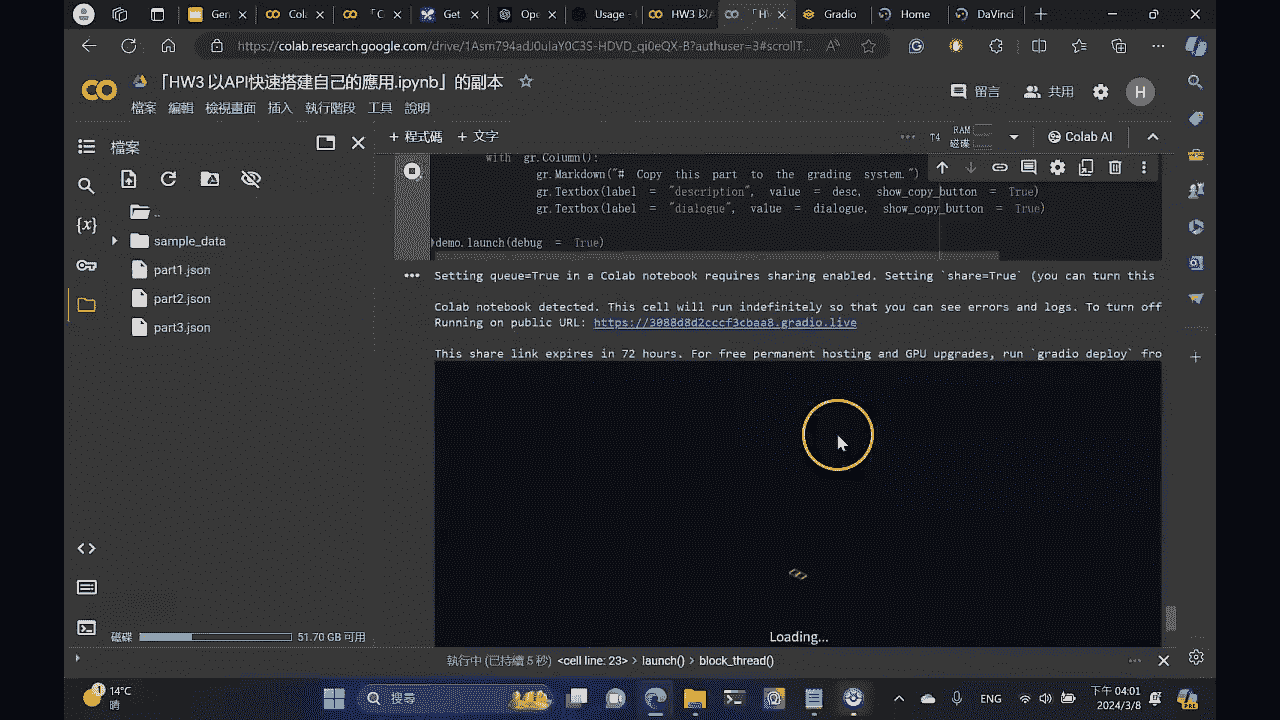 Ger
Col
「C
Get
Ope
Usage -
HW3 以
「H
Gradio
Home
DaVinci
https://colab.research.google.com/drive/1Asm794adJ0ulaY0C3S-HDVD_qi0eQX-B?authuser=3#scrollT...
「HW3 以API快速搭建自己的應用.ipynb」的副本
檔案 編輯 檢視畫面 插入 執行階段 工具 說明
留言
共用
H
檔案
+ 程式碼 + 文字
T4
RAM
磁碟
Colab AI
..
sample_data
part1.json
part2.json
part3.json
with gr.Column():
gr.Markdown("# Copy this part to the grading system.")
gr.Textbox(label = "description", value = desc, show_copy_button = True)
gr.Textbox(label = "dialogue", value = dialogue, show_copy_button = True)
demo.launch(debug = True)
Setting queue=True in a Colab notebook requires sharing enabled. Setting `share=True` (you can turn this
Colab notebook detected. This cell will run indefinitely so that you can see errors and logs. To turn off
Running on public URL: https://3088d8d2cccf3cbaa8.gradio.live
This share link expires in 72 hours. For free permanent hosting and GPU upgrades, run `gradio deploy` fro
Loading...
磁碟 51.70 GB 可用
執行中 (已持續 5 秒) <cell line: 23> > launch() > block_thread()
1
14°C
陰
搜尋
ENG
下午 04:01
2024/3/8